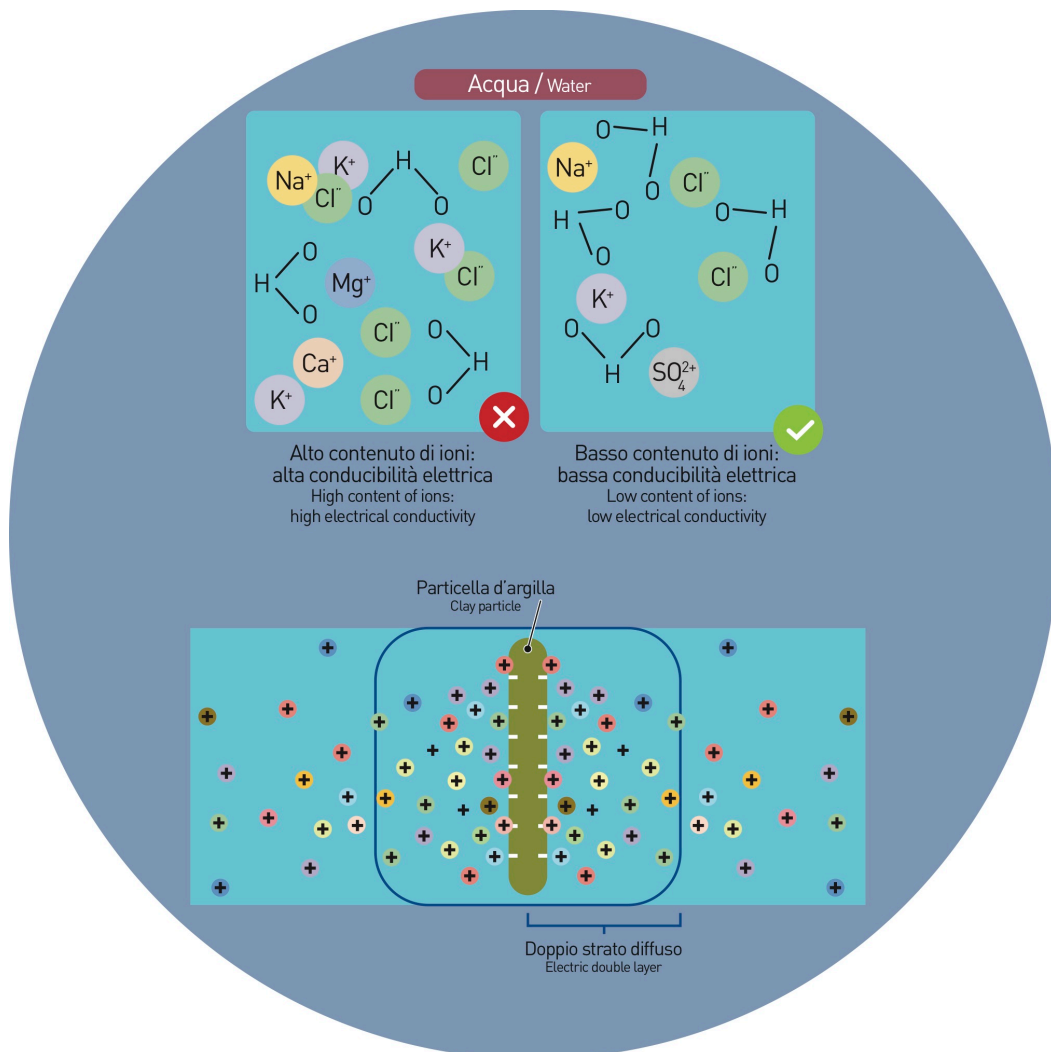 Acqua / Water
Na⁺
K⁺
Cl¨
H
O
O
Cl¨
K⁺
Cl¨
H
O
O
Mg⁺
Cl¨
O
H
O
Ca⁺
K⁺
Cl¨
O
H
O
Na⁺
Cl¨
H
O
O
O
H
O
Cl¨
K⁺
O
O
H
SO₄²⁺
Alto contenuto di ioni:
alta conducibilità elettrica
High content of ions:
high electrical conductivity
Basso contenuto di ioni:
bassa conducibilità elettrica
Low content of ions:
low electrical conductivity
Particella d'argilla
Clay particle
Doppio strato diffuso
Electric double layer